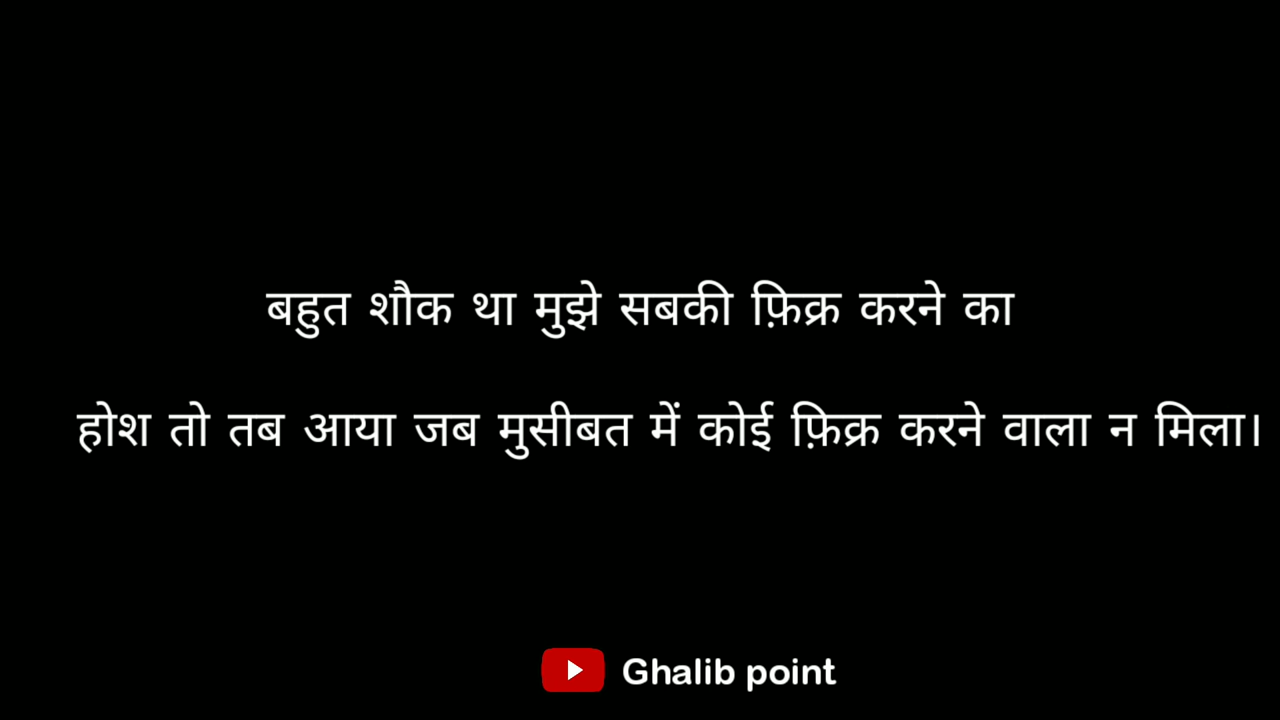 बहुत शौक था मुझे सबकी फ़िक्र करने का
होश तो तब आया जब मुसीबत में कोई फ़िक्र करने वाला न मिला।
Ghalib point